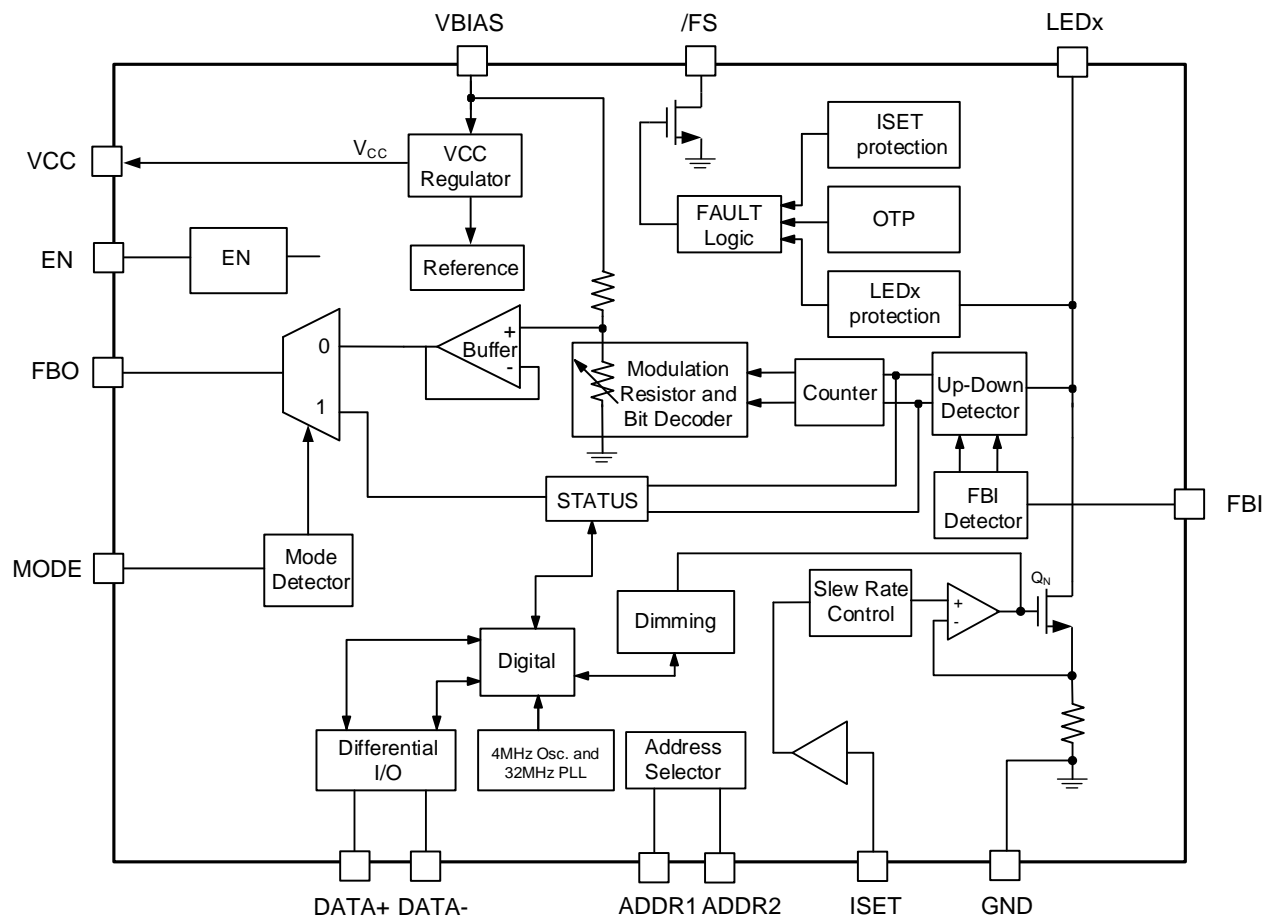 VBIAS
/FS
LEDx
VCC
VCC
VCC
Regulator
ISET
protection
FAULT
Logic
OTP
EN
EN
Reference
LEDx
protection
FBO
0
1
+
Buffer
-
Modulation
Resistor and
Bit Decoder
Counter
Up-Down
Detector
STATUS
FBI
Detector
FBI
MODE
Mode
Detector
Slew Rate
Control
+
-
QN
Dimming
Digital
Differential
I/O
4MHz Osc. and
32MHz PLL
Address
Selector
DATA+
DATA-
ADDR1
ADDR2
ISET
GND